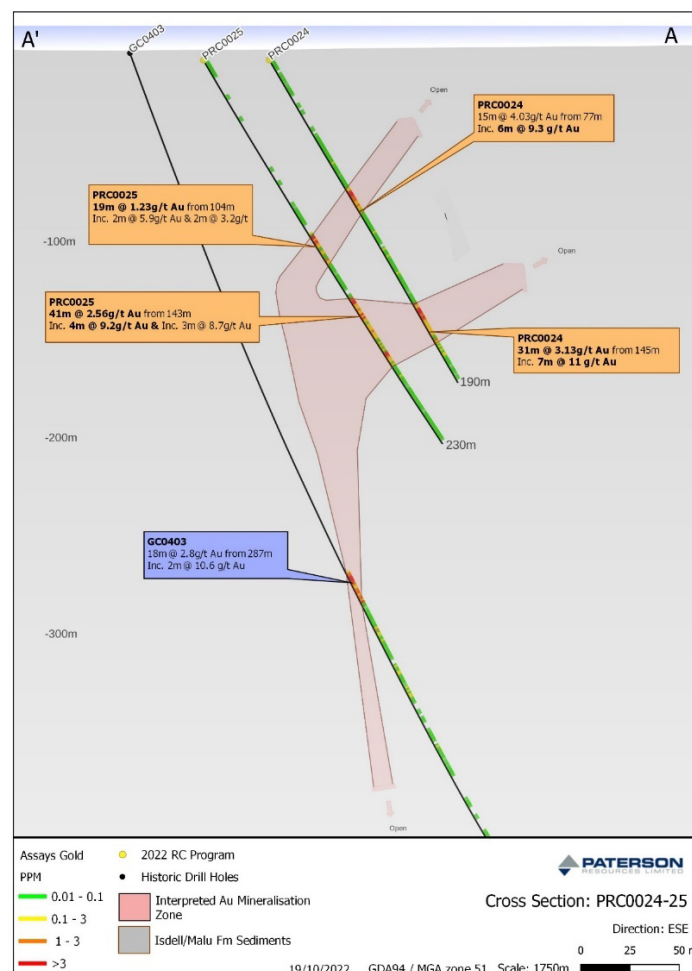 A'
A
GC0403
PRC0025
PRC0024
Open
PRC0024
15m @ 4.03g/t Au from 77m
Inc. 6m @ 9.3 g/t Au
PRC0025
19m @ 1.23g/t Au from 104m
Inc. 2m @ 5.9g/t Au & 2m @ 3.2g/t
-100m
Open
PRC0025
41m @ 2.56g/t Au from 143m
Inc. 4m @ 9.2g/t Au & Inc. 3m @ 8.7g/t Au
PRC0024
31m @ 3.13g/t Au from 145m
Inc. 7m @ 11 g/t Au
190m
-200m
230m
GC0403
18m @ 2.8g/t Au from 287m
Inc. 2m @ 10.6 g/t Au
-300m
Open
Assays Gold
PPM
0.01 - 0.1
0.1 - 3
1 - 3
>3
2022 RC Program
Historic Drill Holes
Interpreted Au Mineralisation
Zone
Isdell/Malu Fm Sediments
PATERSON
RESOURCES LIMITED
Cross Section: PRC0024-25
Direction: ESE
0 25 50 m
19/10/2022 GDA94 / MGA zone 51 Scale: 1750m